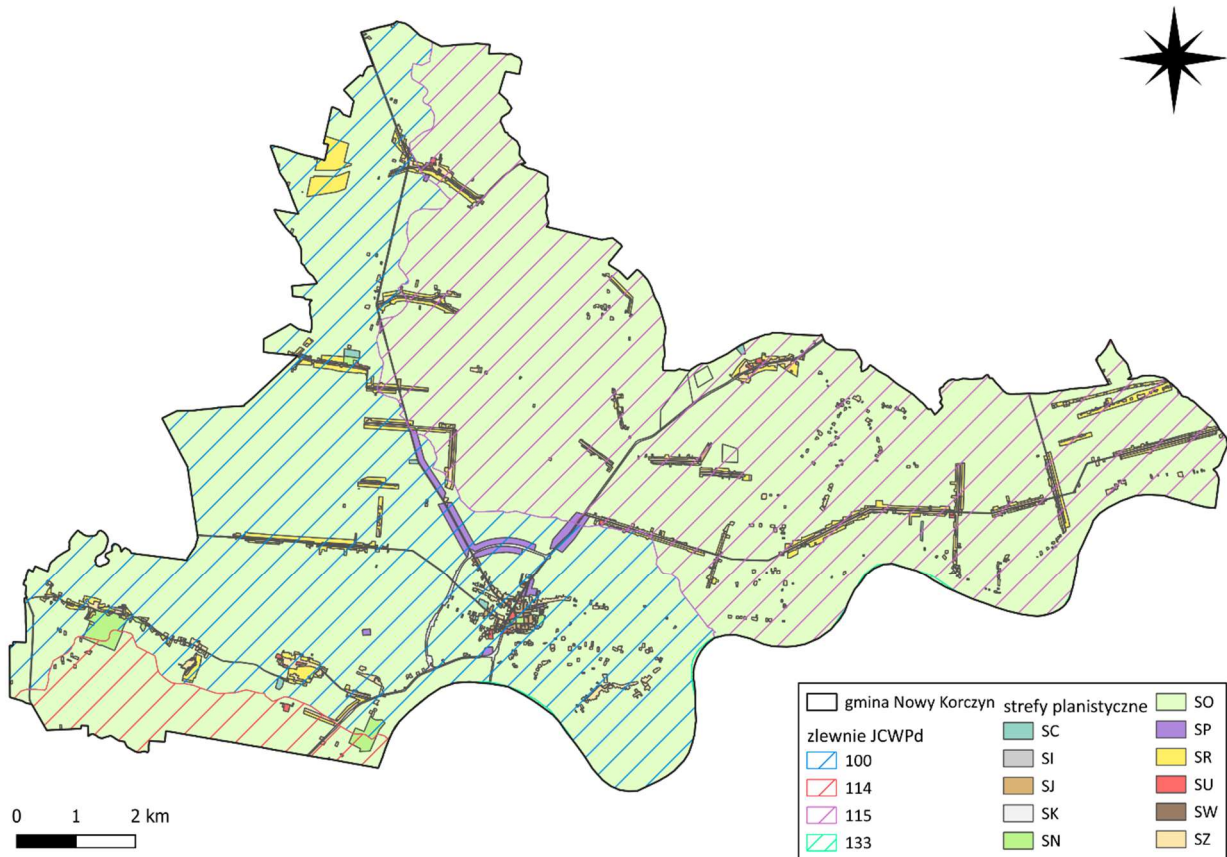 0 1 2 km
gmina Nowy Korczyn
zlewnie JCWPd
100
114
115
133
strefy planistyczne
SC
SI
SJ
SK
SN
SO
SP
SR
SU
SW
SZ